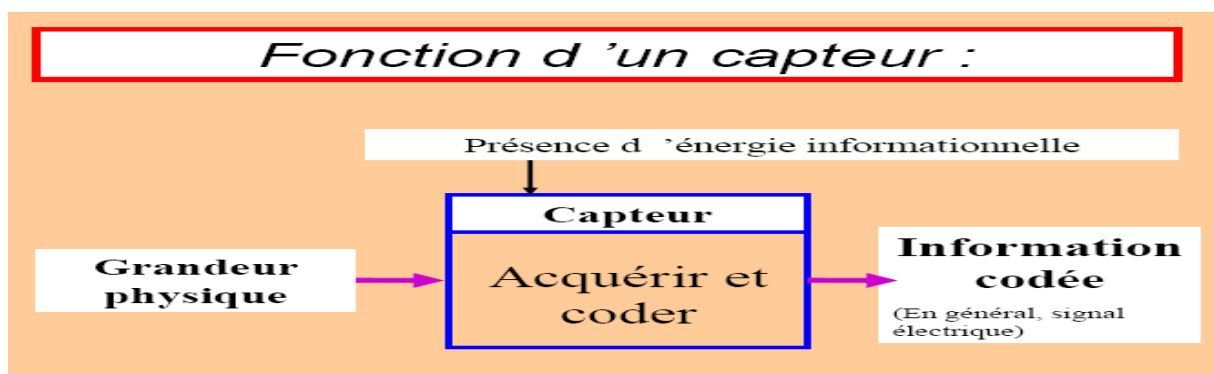 Fonction d 'un capteur :
Présence d 'énergie informationnelle
Capteur
Grandeur
physique
Acquérir et
coder
Information
codée
(En général, signal
électrique)